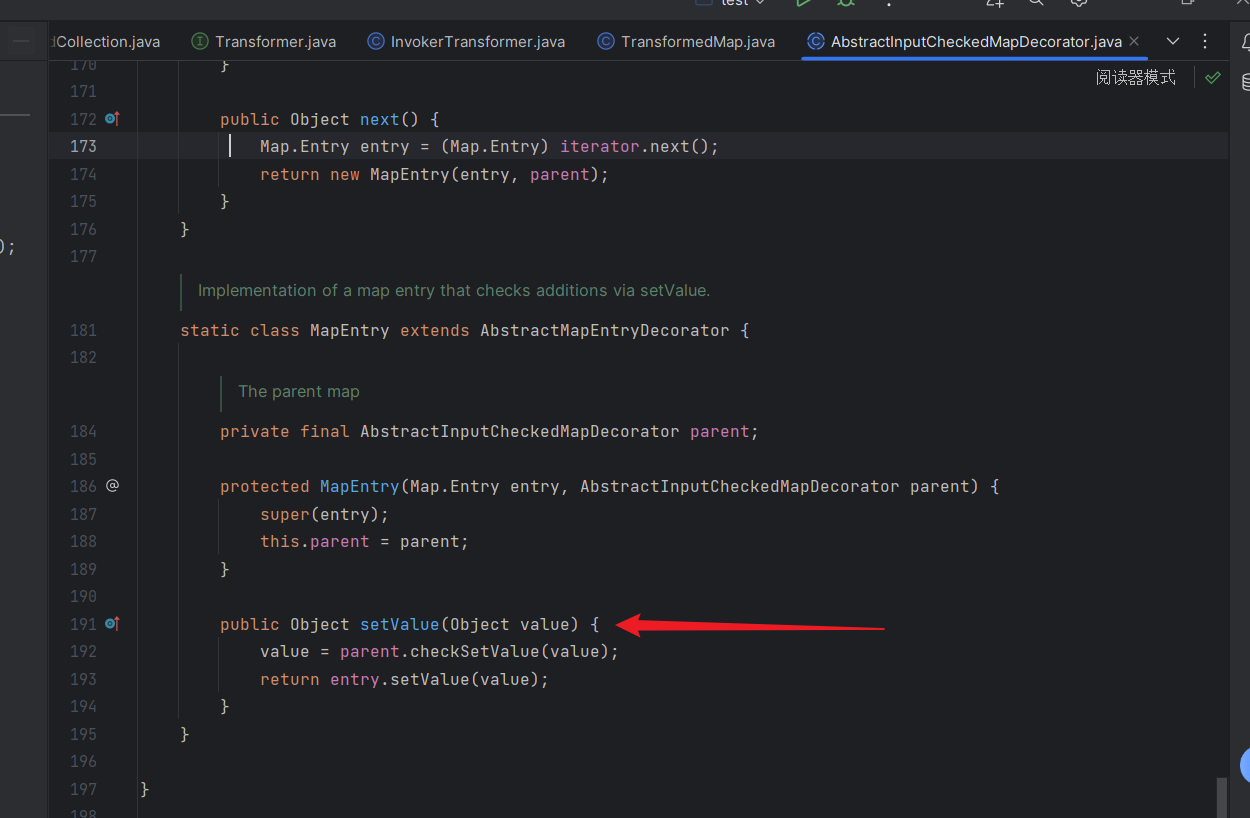 test
dCollection.java Transformer.java InvokerTransformer.java TransformedMap.java AbstractInputCheckedMapDecorator.java
阅读器模式
170 }
171
172 public Object next() {
173 Map.Entry entry = (Map.Entry) iterator.next();
174 return new MapEntry(entry, parent);
175 }
176 }
);
177
Implementation of a map entry that checks additions via setValue.
181 static class MapEntry extends AbstractMapEntryDecorator {
182
The parent map
184 private final AbstractInputCheckedMapDecorator parent;
185
186 @ protected MapEntry(Map.Entry entry, AbstractInputCheckedMapDecorator parent) {
187 super(entry);
188 this.parent = parent;
189 }
190
191 public Object setValue(Object value) {
192 value = parent.checkSetValue(value);
193 return entry.setValue(value);
194 }
195 }
196
197 }
198